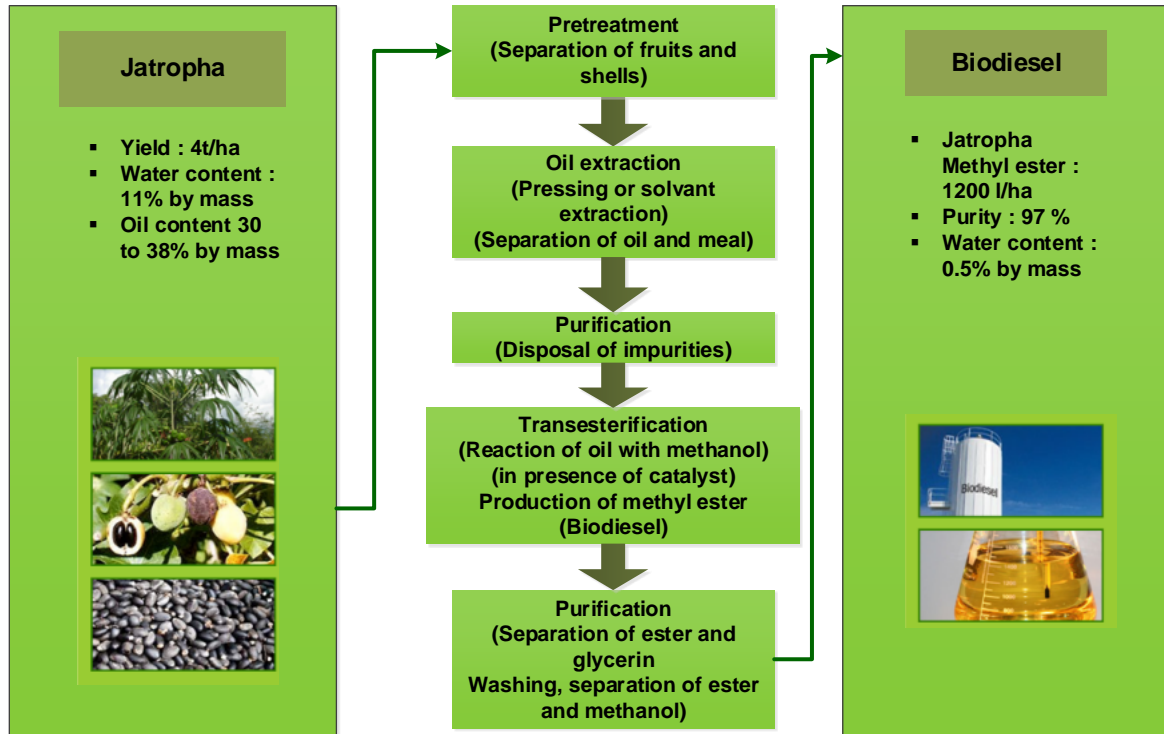 Jatropha
▪ Yield : 4t/ha
▪ Water content :
11% by mass
▪ Oil content 30
to 38% by mass
Pretreatment
(Separation of fruits and
shells)
Oil extraction
(Pressing or solvant
extraction)
(Separation of oil and meal)
Purification
(Disposal of impurities)
Transesterification
(Reaction of oil with methanol)
(in presence of catalyst)
Production of methyl ester
(Biodiesel)
Purification
(Separation of ester and
glycerin
Washing, separation of ester
and methanol)
Biodiesel
▪ Jatropha
Methyl ester :
1200 l/ha
▪ Purity : 97 %
▪ Water content :
0.5% by mass
Biodiesel